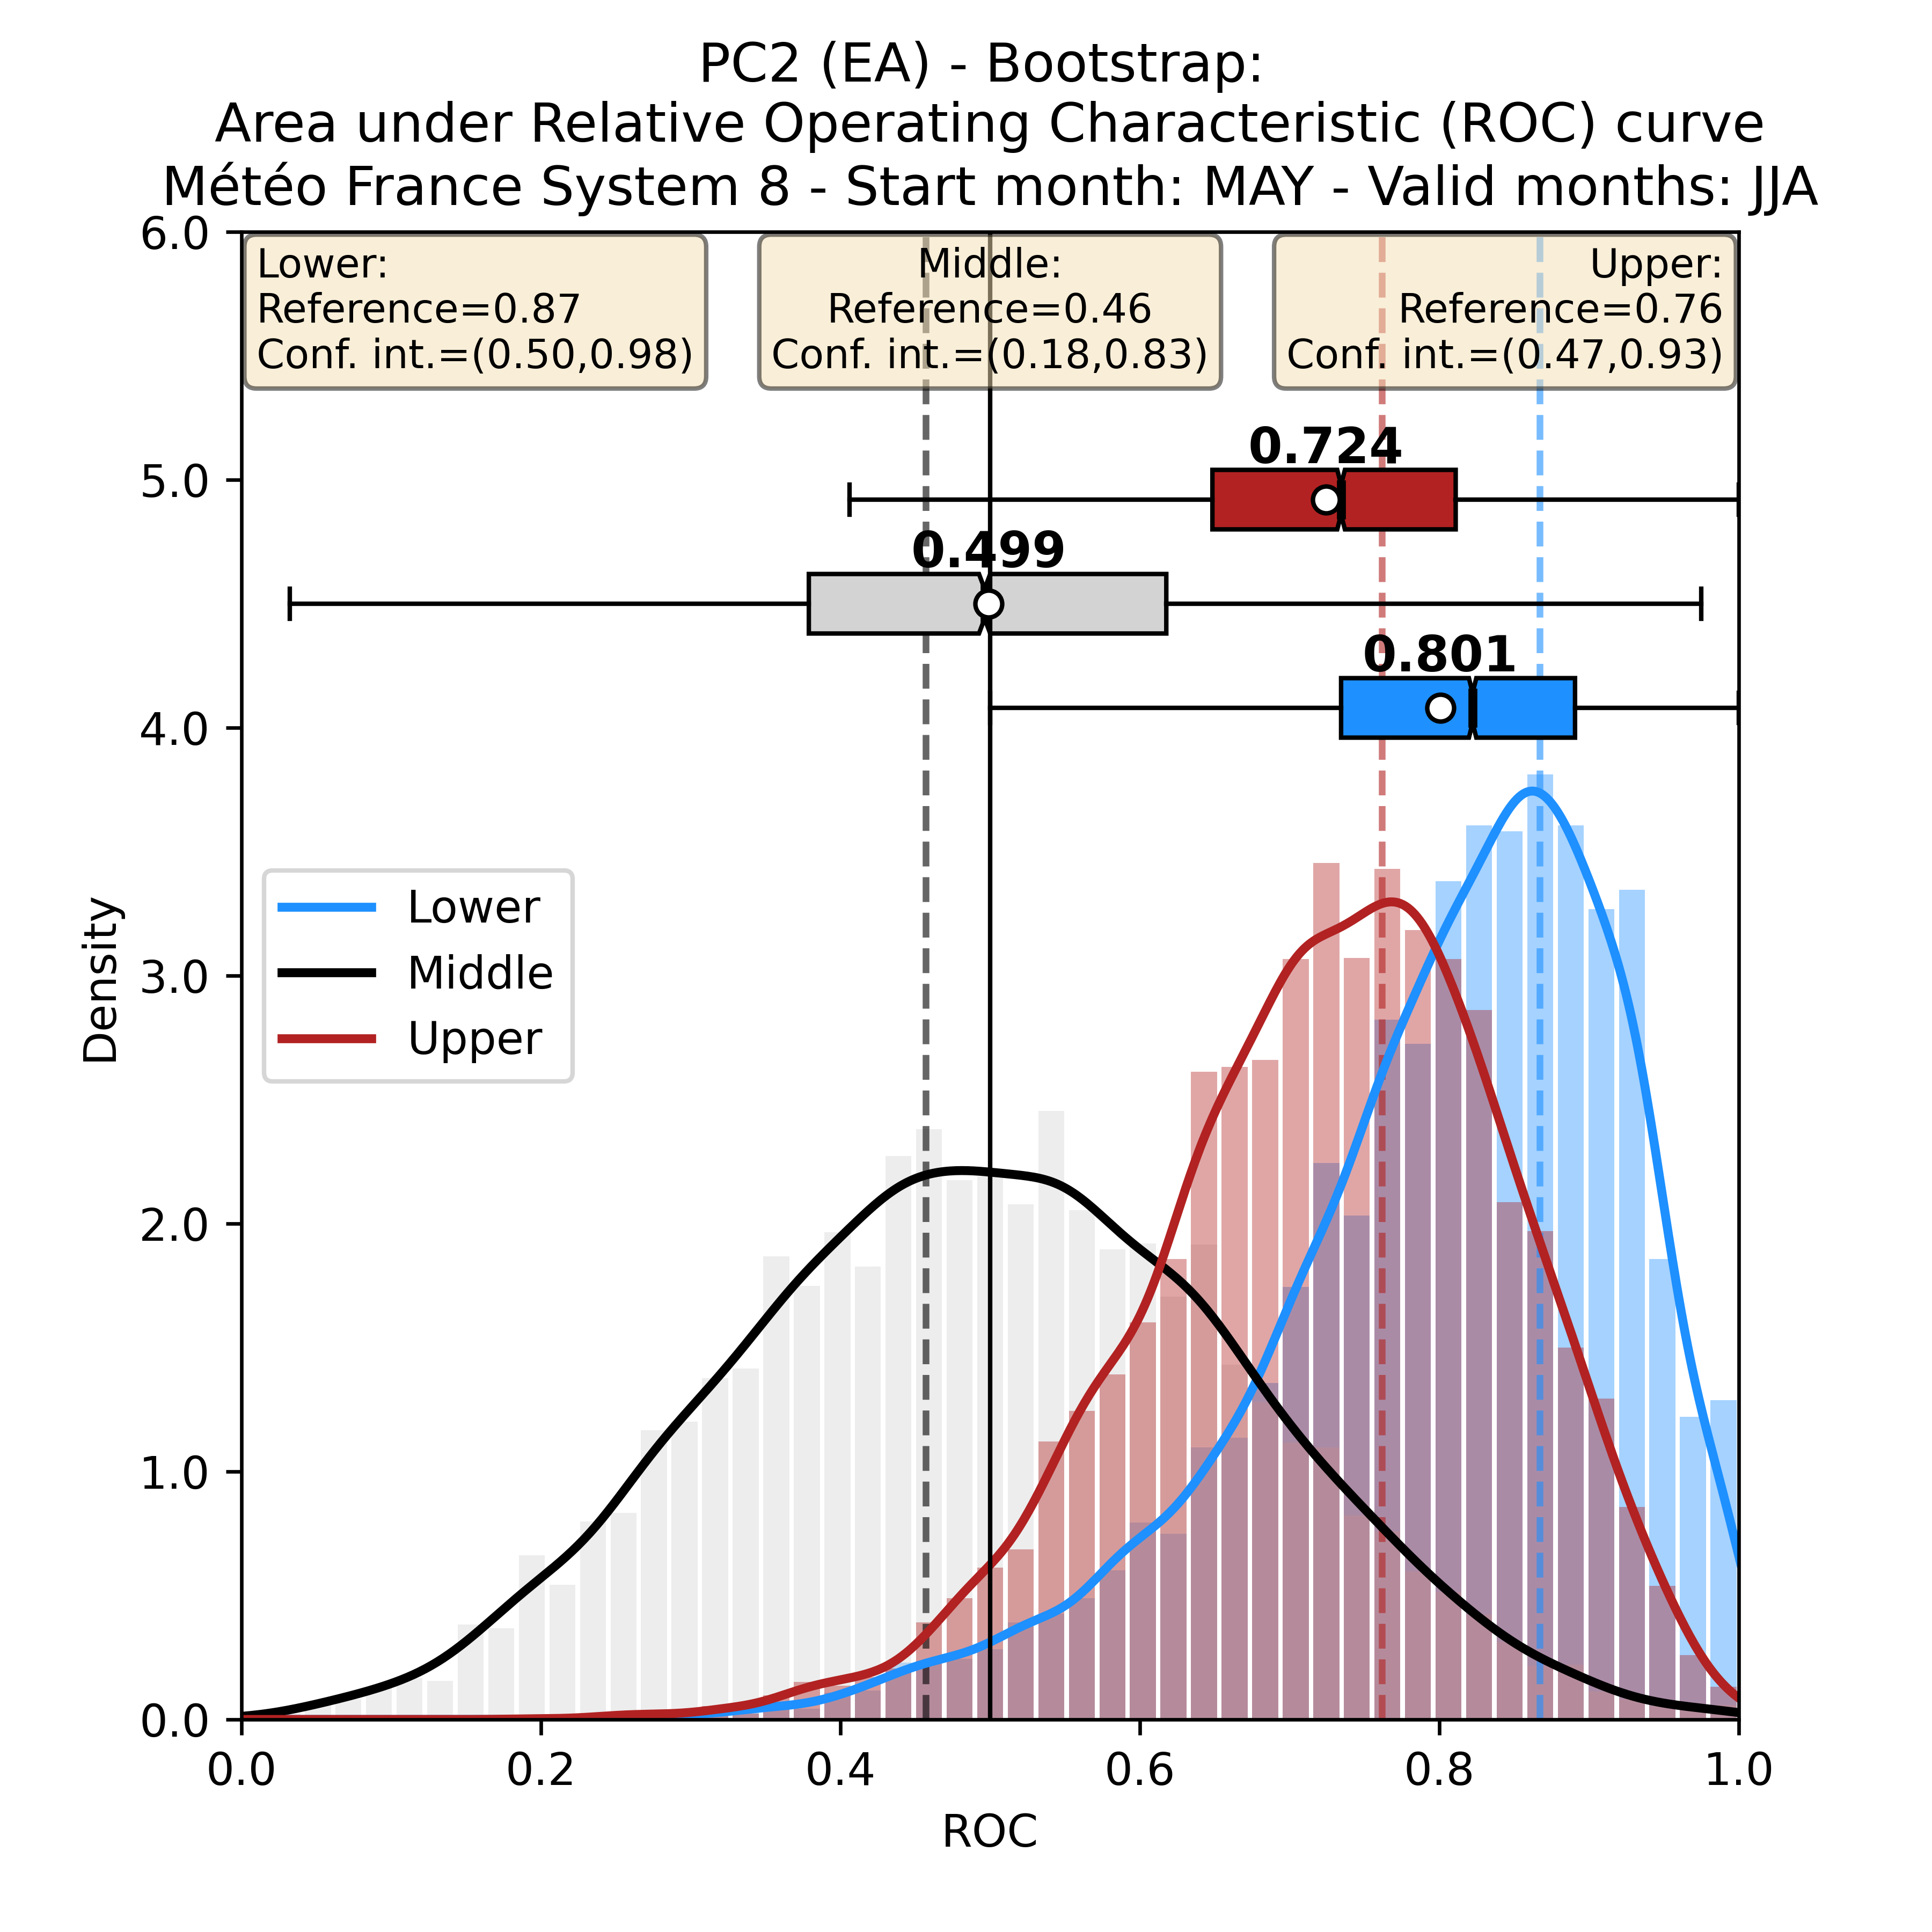 PC2 (EA) - Bootstrap:
Area under Relative Operating Characteristic (ROC) curve
Météo France System 8 - Start month: MAY - Valid months: JJA
6.0
Lower:
Reference=0.87
Conf. int.=(0.50,0.98)
Middle:
Reference=0.46
Conf. int.=(0.18,0.83)
Upper:
Reference=0.76
Conf. int.=(0.47,0.93)
0.724
5.0
0.499
0.801
4.0
Lower
Middle
Upper
Density
3.0
2.0
1.0
0.0
0.0 0.2 0.4 0.6 0.8 1.0
ROC